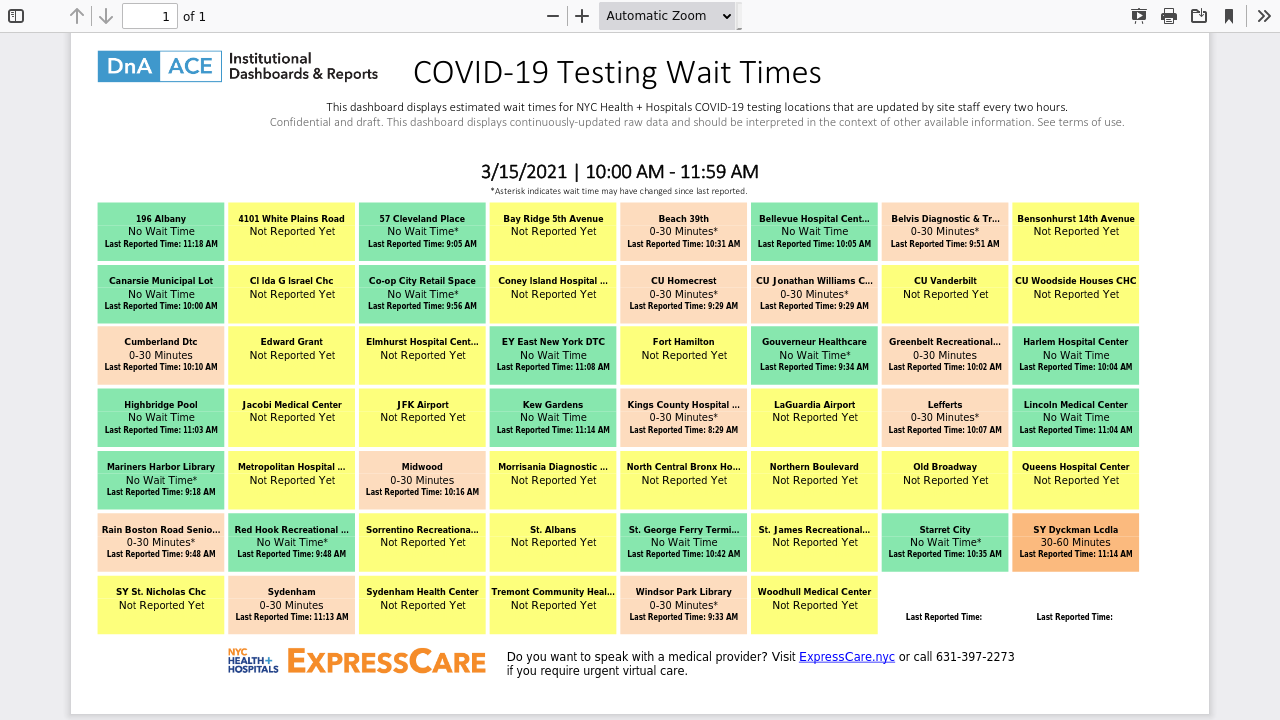 1 of 1 Automatic Zoom
DnA ACE Institutional
Dashboards & Reports
COVID-19 Testing Wait Times
This dashboard displays estimated wait times for NYC Health + Hospitals COVID-19 testing locations that are updated by site staff every two hours.
Confidential and draft. This dashboard displays continuously-updated raw data and should be interpreted in the context of other available information. See terms of use.
3/15/2021 | 10:00 AM - 11:59 AM
*Asterisk indicates wait time may have changed since last reported.
196 Albany
No Wait Time
Last Reported Time: 11:18 AM
4101 White Plains Road
Not Reported Yet
57 Cleveland Place
No Wait Time*
Last Reported Time: 9:05 AM
Bay Ridge 5th Avenue
Not Reported Yet
Beach 39th
0-30 Minutes*
Last Reported Time: 10:31 AM
Bellevue Hospital Cent...
No Wait Time
Last Reported Time: 10:05 AM
Belvis Diagnostic & Tr...
0-30 Minutes*
Last Reported Time: 9:51 AM
Bensonhurst 14th Avenue
Not Reported Yet
Canarsie Municipal Lot
No Wait Time
Last Reported Time: 10:00 AM
CI Ida G Israel Chc
Not Reported Yet
Co-op City Retail Space
No Wait Time*
Last Reported Time: 9:56 AM
Coney Island Hospital ...
Not Reported Yet
CU Homecrest
0-30 Minutes*
Last Reported Time: 9:29 AM
CU Jonathan Williams C...
0-30 Minutes*
Last Reported Time: 9:29 AM
CU Vanderbilt
Not Reported Yet
CU Woodside Houses CHC
Not Reported Yet
Cumberland Dtc
0-30 Minutes
Last Reported Time: 10:10 AM
Edward Grant
Not Reported Yet
Elmhurst Hospital Cent...
Not Reported Yet
EY East New York DTC
No Wait Time
Last Reported Time: 11:08 AM
Fort Hamilton
Not Reported Yet
Gouverneur Healthcare
No Wait Time*
Last Reported Time: 9:34 AM
Greenbelt Recreational...
0-30 Minutes
Last Reported Time: 10:02 AM
Harlem Hospital Center
No Wait Time
Last Reported Time: 10:04 AM
Highbridge Pool
No Wait Time
Last Reported Time: 11:03 AM
Jacobi Medical Center
Not Reported Yet
JFK Airport
Not Reported Yet
Kew Gardens
No Wait Time
Last Reported Time: 11:14 AM
Kings County Hospital ...
0-30 Minutes*
Last Reported Time: 8:29 AM
LaGuardia Airport
Not Reported Yet
Lefferts
0-30 Minutes*
Last Reported Time: 10:07 AM
Lincoln Medical Center
No Wait Time
Last Reported Time: 11:04 AM
Mariners Harbor Library
No Wait Time*
Last Reported Time: 9:18 AM
Metropolitan Hospital ...
Not Reported Yet
Midwood
0-30 Minutes
Last Reported Time: 10:16 AM
Morrisania Diagnostic ...
Not Reported Yet
North Central Bronx Ho...
Not Reported Yet
Northern Boulevard
Not Reported Yet
Old Broadway
Not Reported Yet
Queens Hospital Center
Not Reported Yet
Rain Boston Road Senio...
0-30 Minutes*
Last Reported Time: 9:48 AM
Red Hook Recreational ...
No Wait Time*
Last Reported Time: 9:48 AM
Sorrentino Recreationa...
Not Reported Yet
St. Albans
Not Reported Yet
St. George Ferry Termi...
No Wait Time
Last Reported Time: 10:42 AM
St. James Recreational...
Not Reported Yet
Starret City
No Wait Time*
Last Reported Time: 10:35 AM
SY Dyckman Lcdla
30-60 Minutes
Last Reported Time: 11:14 AM
SY St. Nicholas Chc
Not Reported Yet
Sydenham
0-30 Minutes
Last Reported Time: 11:13 AM
Sydenham Health Center
Not Reported Yet
Tremont Community Heal...
Not Reported Yet
Windsor Park Library
0-30 Minutes*
Last Reported Time: 9:33 AM
Woodhull Medical Center
Not Reported Yet
Last Reported Time:
Last Reported Time:
NYC
HEALTH+
HOSPITALS
EXPRESSCARE
Do you want to speak with a medical provider? Visit ExpressCare.nyc or call 631-397-2273
if you require urgent virtual care.